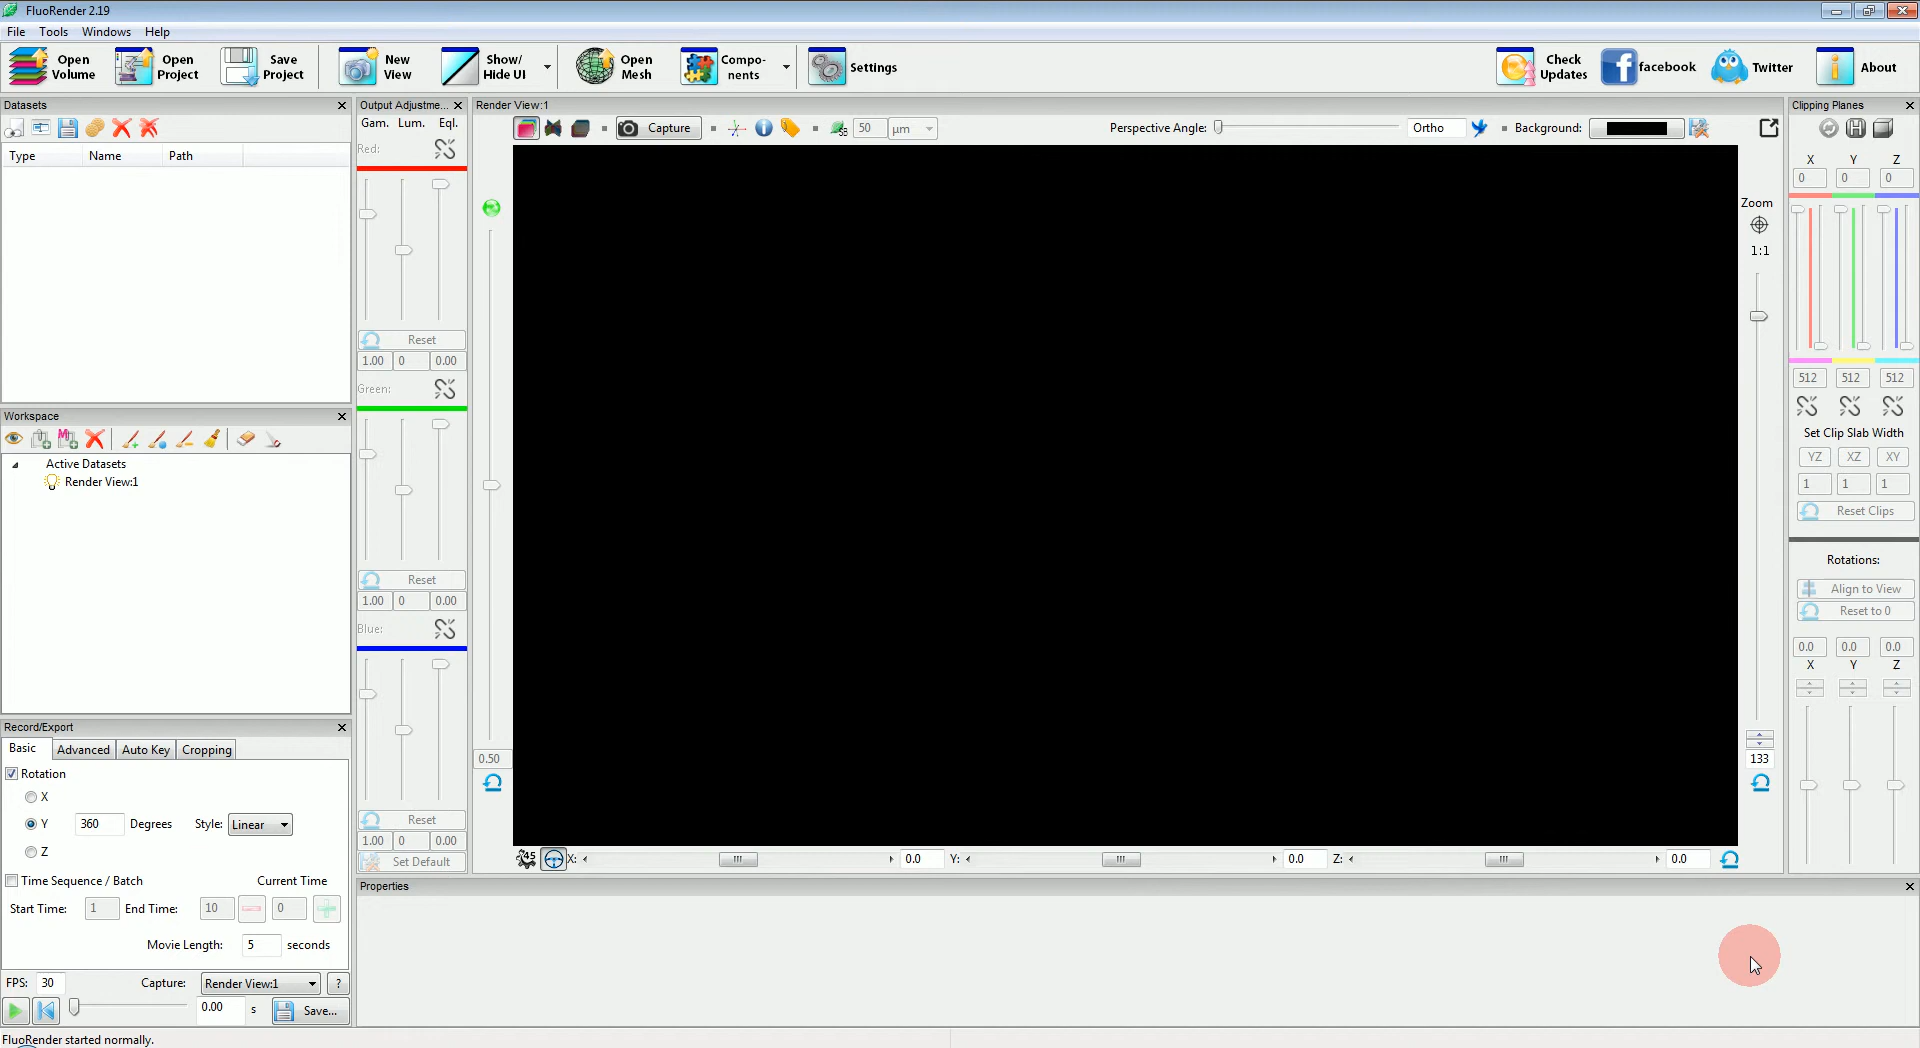 FluoRender 2.19
File Tools Windows Help
Open Volume
Open Project
Save Project
New View
Show/ Hide UI
Open Mesh
Compo- nents
Settings
Check Updates
facebook
Twitter
About
Datasets
Type Name Path
Workspace
Active Datasets
Render View:1
Record/Export
Basic Advanced Auto Key Cropping
Rotation
X
Y 360 Degrees Style: Linear
Z
Time Sequence / Batch Current Time
Start Time: 1 End Time: 10 0
Movie Length: 5 seconds
FPS: 30 Capture: Render View:1 ?
0.00 s Save...
FluoRender started normally.
Output Adjustme...
Gam. Lum. Eql.
Red:
Reset
1.00 0 0.00
Green:
Reset
1.00 0 0.00
Blue:
Reset
1.00 0 0.00
Set Default
Render View:1
Capture 50 µm Perspective Angle: Ortho Background:
0.50
Zoom
1:1
133
45 X: 0.0 Y: 0.0 Z: 0.0
Properties
Clipping Planes
X Y Z
0 0 0
512 512 512
Set Clip Slab Width
YZ XZ XY
1 1 1
Reset Clips
Rotations:
Align to View
Reset to 0
0.0 0.0 0.0
X Y Z